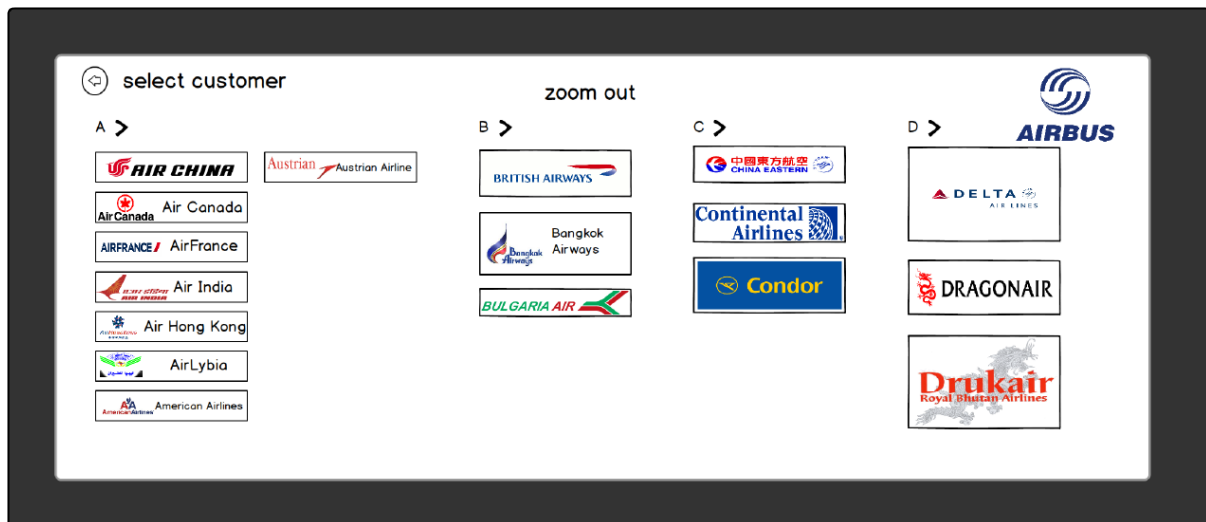 select customer
zoom out
AIRBUS
A >
AIR CHINA
Austrian Austrian Airline
Air Canada Air Canada
AIRFRANCE AirFrance
AIR INDIA Air India
Air Hong Kong
AirLybia
AmericanAirlines American Airlines
B >
BRITISH AIRWAYS
Bangkok Airways
Bangkok
Airways
BULGARIA AIR
C >
中國東方航空
CHINA EASTERN
Continental
Airlines
Condor
D >
DELTA
AIR LINES
DRAGONAIR
Drukair
Royal Bhutan Airlines